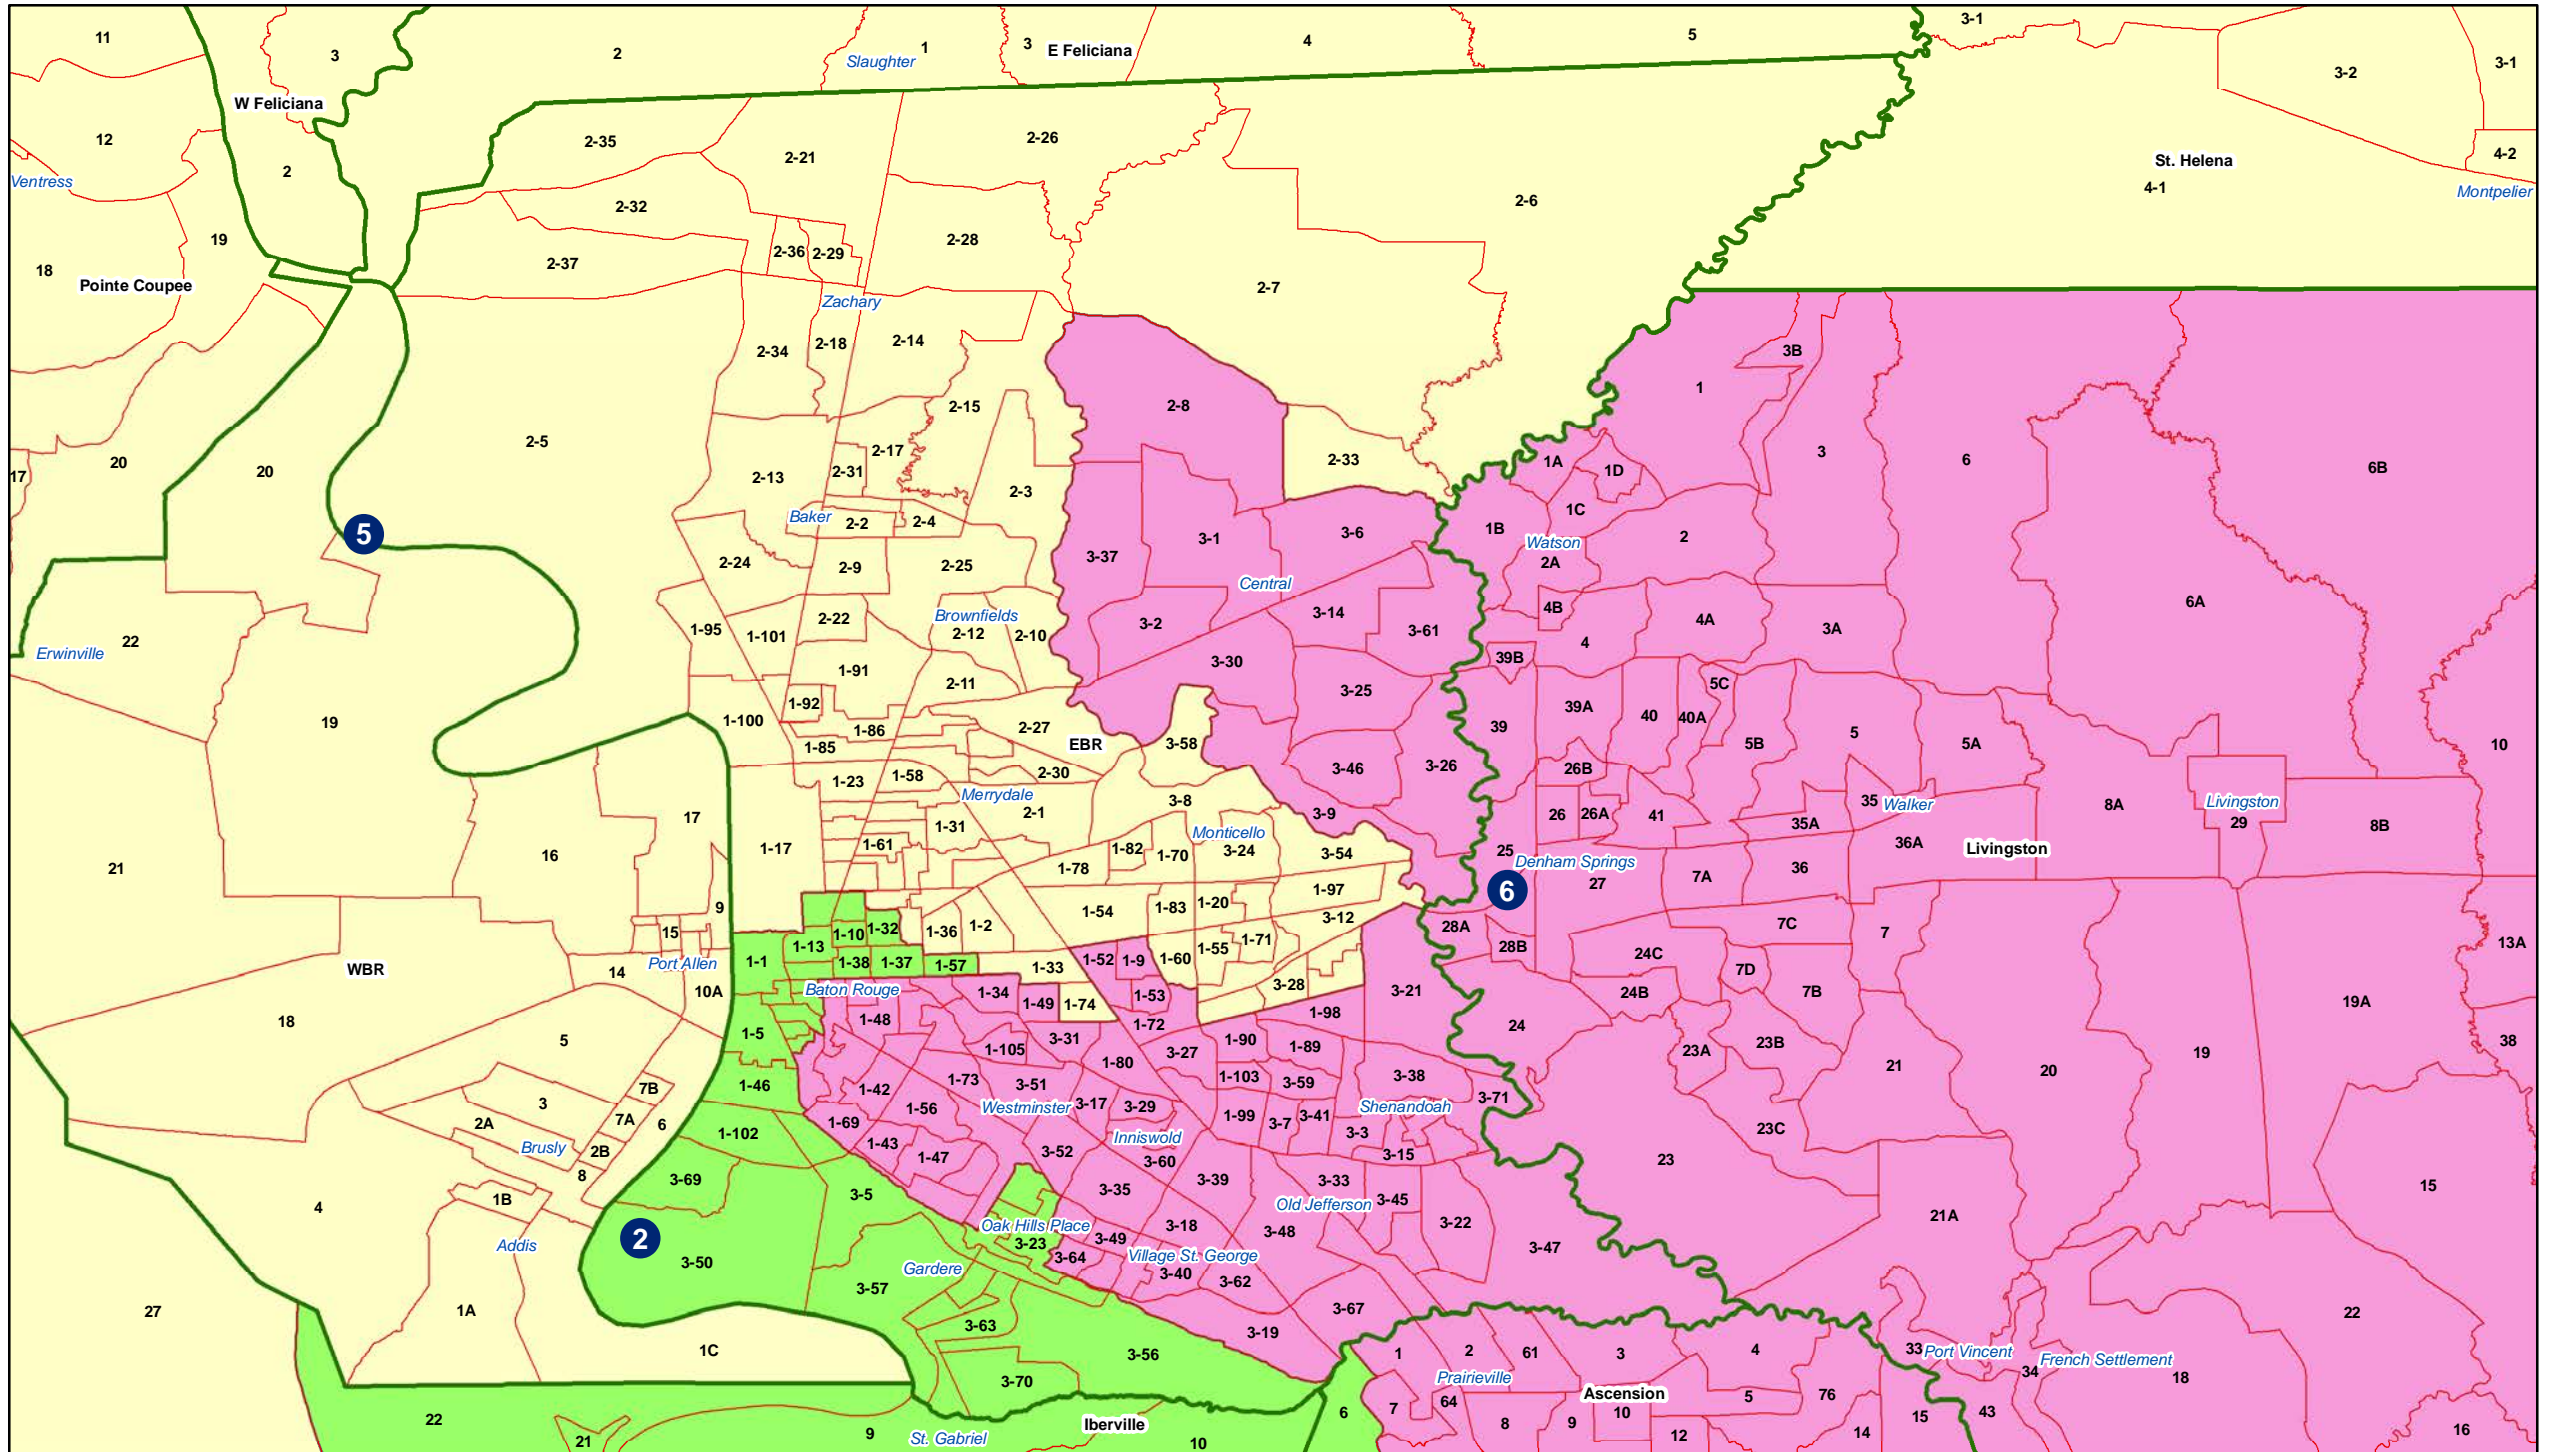 11
3
2
1
3
E Feliciana
4
5
3-1
3-2
3-1
Slaughter
W Feliciana
12
2
2-35
2-21
2-26
St. Helena
4-1
4-2
Montpelier
Ventress
2-32
2-6
19
18
Pointe Coupee
2-37
2-36
2-29
2-28
2-7
Zachary
2-34
2-18
2-14
3B
1
2-8
2-15
2-5
2-17
2-31
2-13
2-3
2-33
1A
1D
3
6
6B
17
20
20
5
Baker
2-2
2-4
1C
1B
2
3-37
3-1
3-6
Watson
2A
2-24
2-9
2-25
Central
6A
22
Erwinville
1-95
1-101
2-22
Brownfields
2-12
2-10
3-2
3-14
3-61
4B
4
4A
3A
39B
1-91
2-11
3-30
3-25
5C
1-92
1-100
19
1-86
1-85
2-27
EBR
3-58
39
39A
40
40A
5B
5
5A
10
1-23
1-58
2-30
Merrydale
3-46
3-26
26B
17
16
2-1
3-8
3-9
1-31
Monticello
3-24
26
26A
41
35
Walker
35A
8A
Livingston
29
8B
21
1-17
1-61
1-78
1-82
1-70
3-54
25
Denham Springs
27
36A
Livingston
7A
36
6
1-97
1-54
1-83
1-20
3-12
9
15
1-10
1-32
1-36
1-2
28A
7C
7
13A
WBR
14
Port Allen
1-1
1-13
1-38
1-37
1-57
1-33
1-52
1-9
1-60
1-55
1-71
28B
24C
7D
10A
Baton Rouge
1-34
1-49
1-74
1-53
3-28
3-21
24B
7B
19A
18
1-5
1-48
1-72
1-98
24
5
1-105
3-31
1-80
3-27
1-90
1-89
23A
23B
21
20
19
38
7B
1-46
1-42
1-73
3-51
1-103
3-59
3-38
3-71
2A
3
7A
6
1-56
Westminster
3-17
3-29
1-99
3-7
3-41
Shenandoah
3-3
23C
Brusly
2B
8
1-102
1-69
1-43
1-47
3-52
Inniswold
3-60
3-15
23
4
1B
3-69
3-5
3-35
3-39
3-33
3-45
15
Old Jefferson
Oak Hills Place
3-23
3-18
3-48
3-22
21A
Addis
2
3-50
Gardere
3-49
3-64
Village St. George
3-40
3-62
3-47
27
1A
3-57
3-63
3-67
22
3-19
1C
3-56
3-70
1
2
61
3
4
33
Port Vincent
34
French Settlement
18
Prairieville
Ascension
7
64
5
76
22
21
9
St. Gabriel
Iberville
10
6
8
9
10
12
14
15
43
16